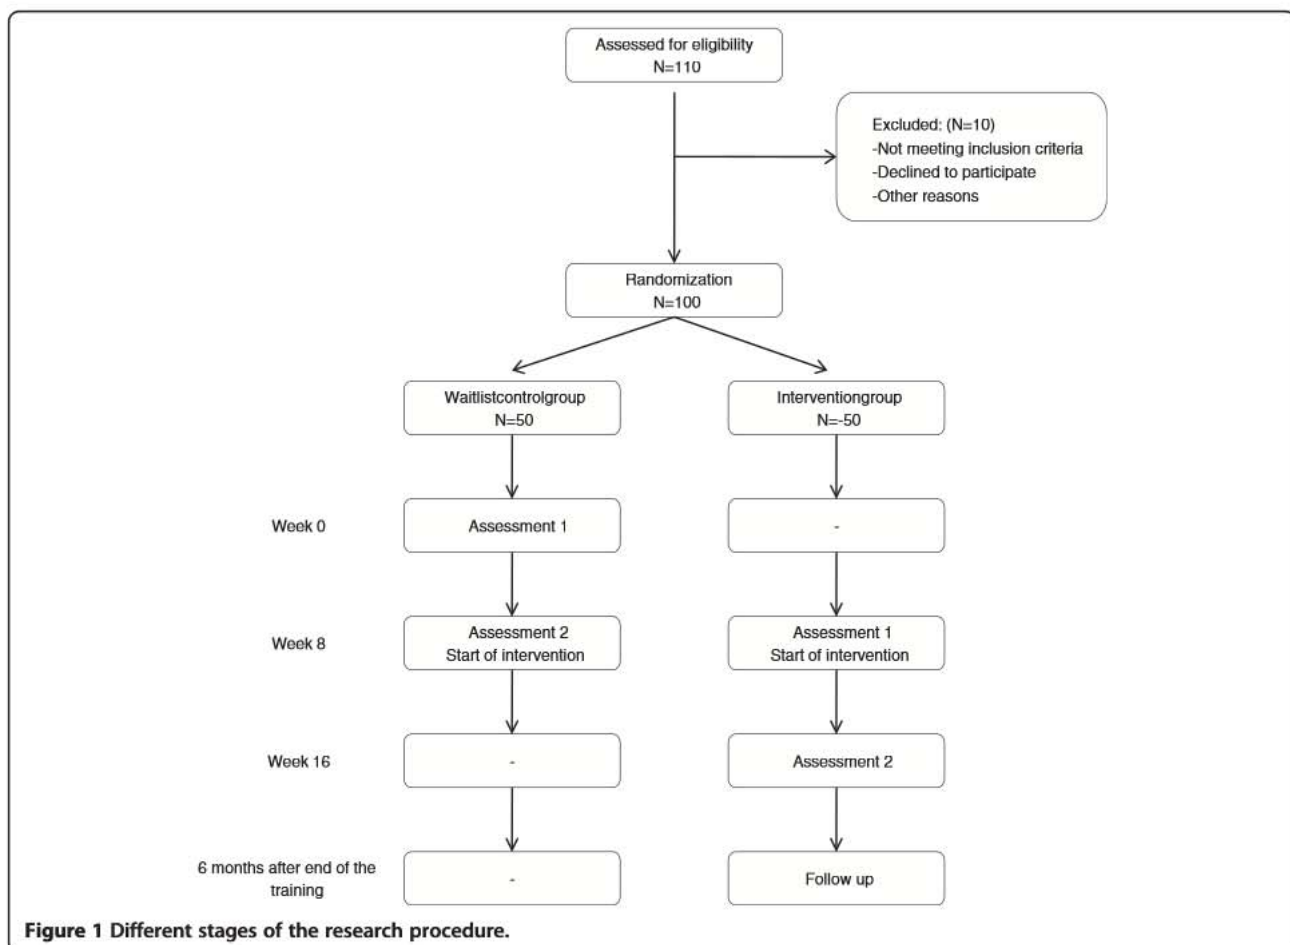 Assessed for eligibility
N=110
Excluded: (N=10)
-Not meeting inclusion criteria
-Declined to participate
-Other reasons
Randomization
N=100
Waitlistcontrolgroup
N=50
Interventiongroup
N=-50
Week 0
Assessment 1
-
Week 8
Assessment 2
Start of intervention
Assessment 1
Start of intervention
Week 16
-
Assessment 2
6 months after end of the
training
-
Follow up
Figure 1 Different stages of the research procedure.